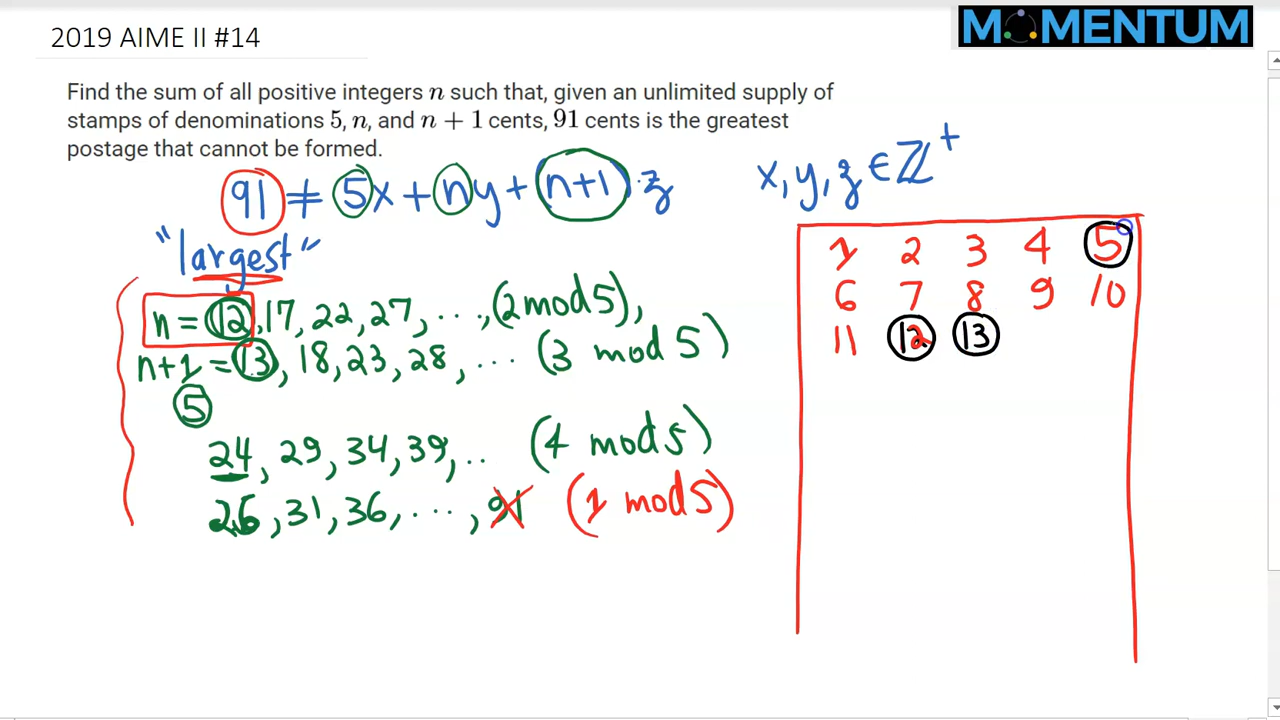 MOMENTUM
2019 AIME II #14
Find the sum of all positive integers n such that, given an unlimited supply of
stamps of denominations 5, n, and n + 1 cents, 91 cents is the greatest
postage that cannot be formed.
91 ≠ 5x + ny + (n+1)·z
x, y, z ∈ ℤ⁺
"largest"
n = 12, 17, 22, 27, ..., (2 mod 5),
n+1 = 13, 18, 23, 28, ... (3 mod 5)
5
24, 29, 34, 39, .. (4 mod 5)
26, 31, 36, ..., 91 (1 mod 5)
1 2 3 4 5
6 7 8 9 10
11 12 13